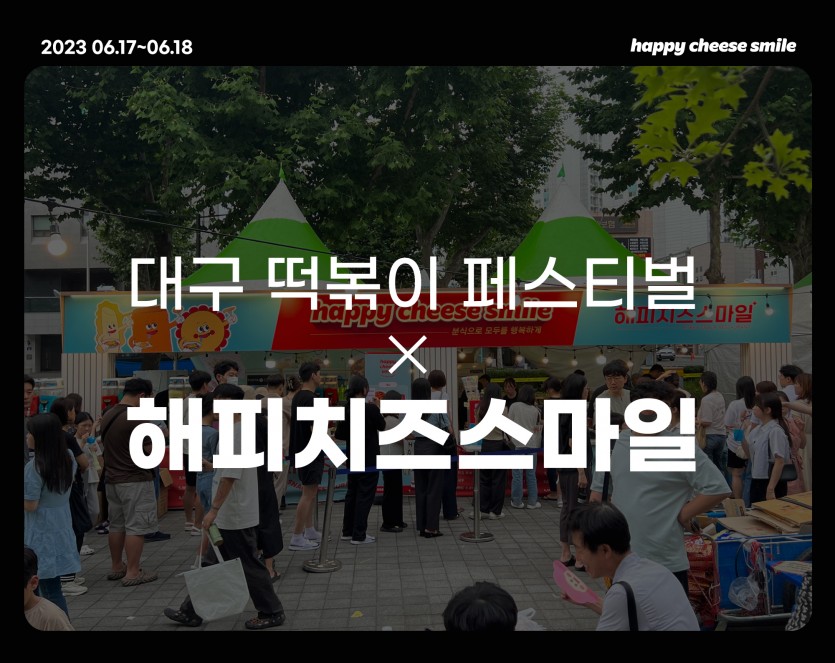 2023 06.17~06.18
happy cheese smile
대구 떡볶이 페스티벌
happy cheese smile
분식으로 모두를 행복하게
해피치즈스마일
×
해피치즈스마일